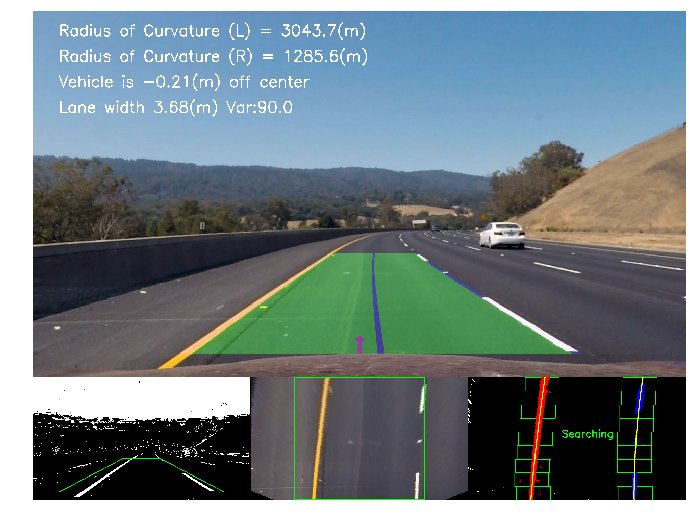 Radius of Curvature (L) = 3043.7(m)
Radius of Curvature (R) = 1285.6(m)
Vehicle is -0.21(m) off center
Lane width 3.68(m) Var:90.0
Searching